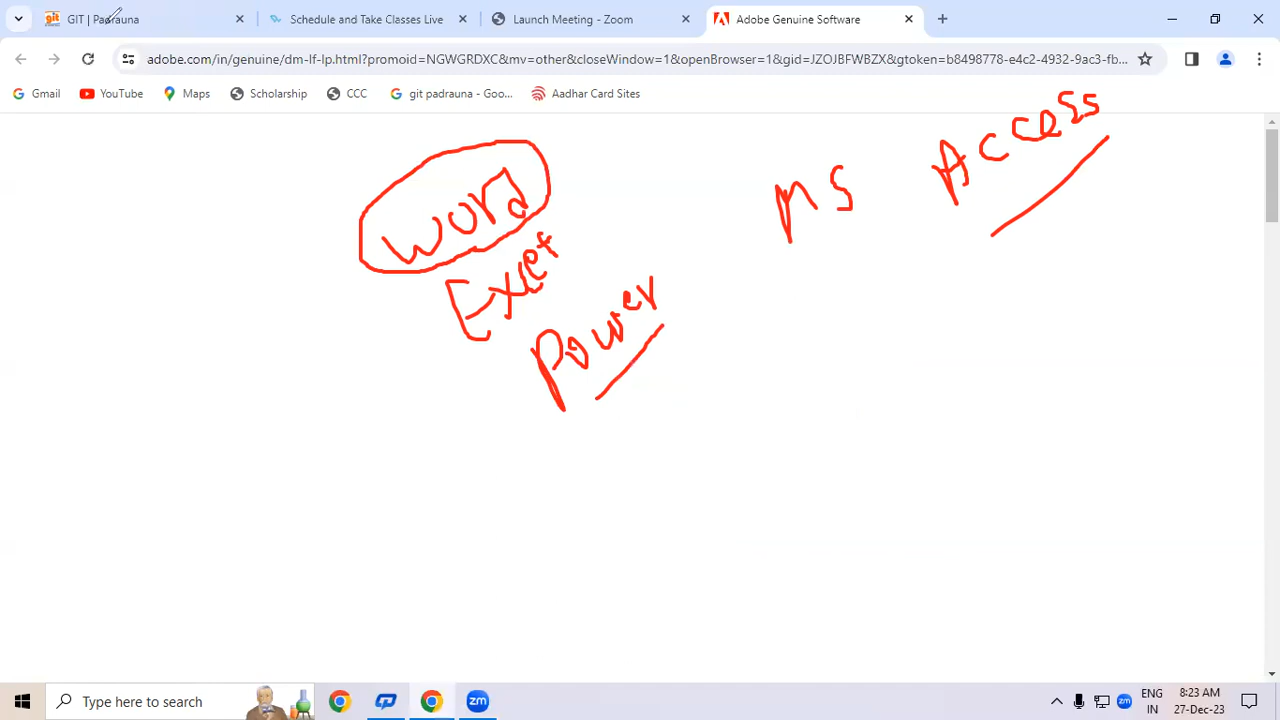 GIT | Padrauna
Schedule and Take Classes Live
Launch Meeting - Zoom
Adobe Genuine Software
adobe.com/in/genuine/dm-lf-lp.html?promoid=NGWGRDXC&mv=other&closeWindow=1&openBrowser=1&gid=JZOJBFWBZX&gtoken=b8498778-e4c2-4932-9ac3-fb...
Gmail
YouTube
Maps
Scholarship
CCC
git padrauna - Goo...
Aadhar Card Sites
word
MS Access
Power
Type here to search
zm
zm
ENG
IN
8:23 AM
27-Dec-23